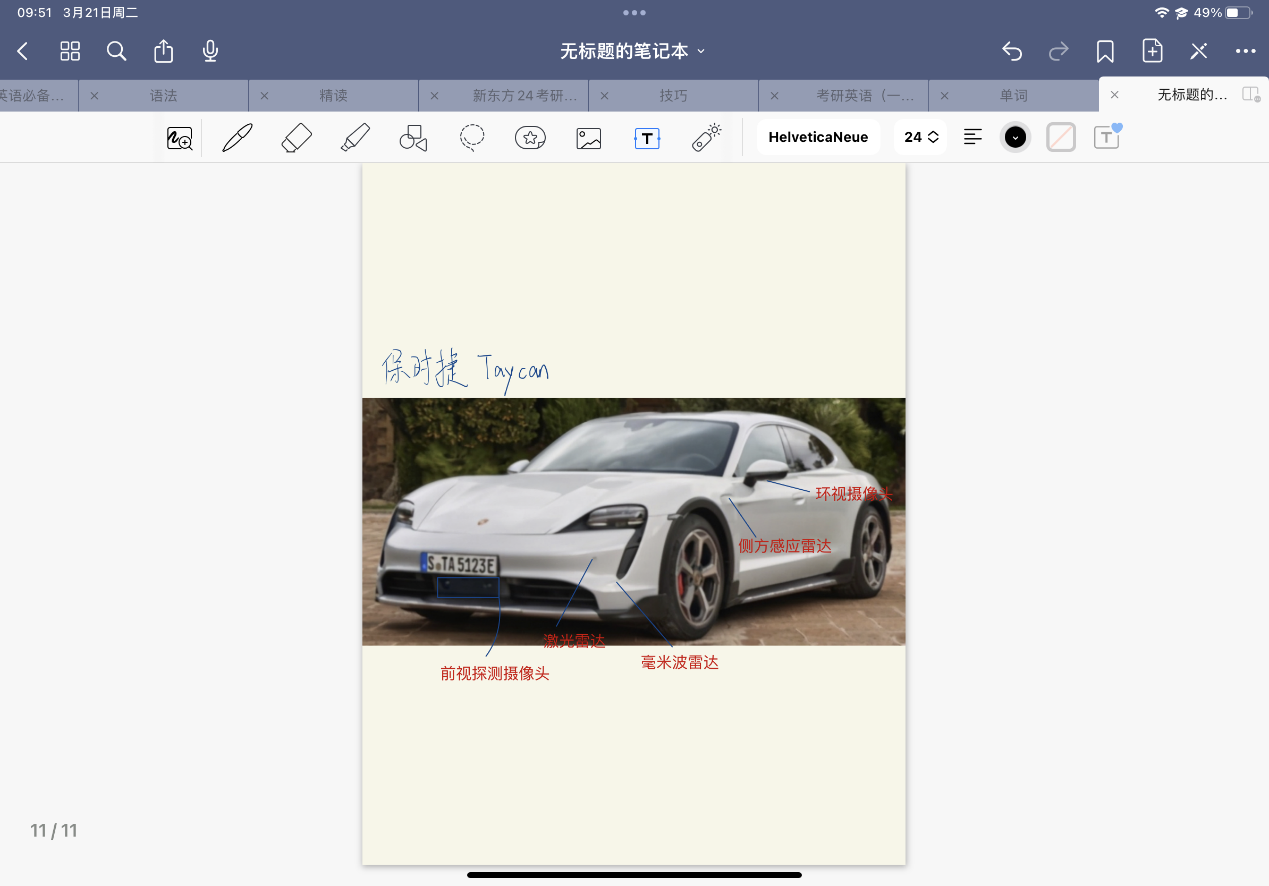 09:51 3月21日周二
49%
无标题的笔记本
英语必备...
语法
精读
新东方24考研...
技巧
考研英语（一...
单词
无标题的...
T
HelveticaNeue
24
T
保时捷 Taycan
环视摄像头
侧方感应雷达
S TA 5123E
激光雷达
毫米波雷达
前视探测摄像头
11 / 11